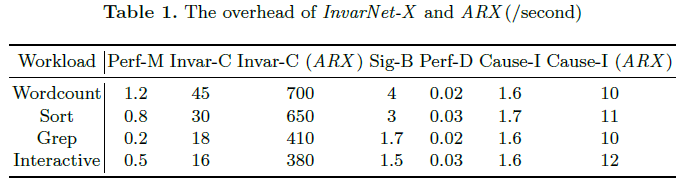 Table 1. The overhead of InvarNet-X and ARX(/second)
Workload Perf-M Invar-C Invar-C (ARX) Sig-B Perf-D Cause-I Cause-I (ARX)
Wordcount 1.2 45 700 4 0.02 1.6 10
Sort 0.8 30 650 3 0.03 1.7 11
Grep 0.2 18 410 1.7 0.02 1.6 10
Interactive 0.5 16 380 1.5 0.03 1.6 12